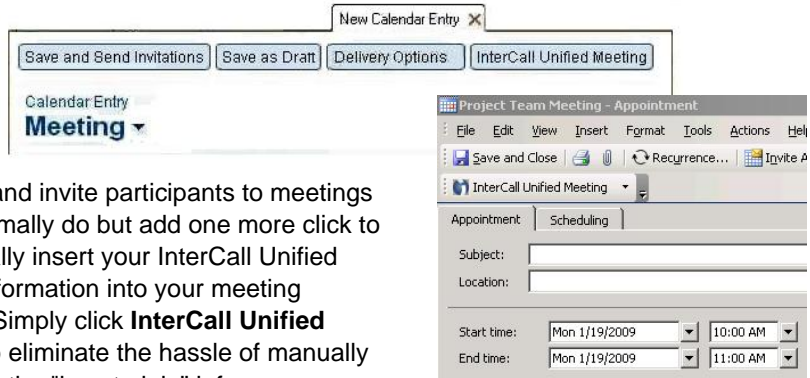 New Calendar Entry
Save and Send Invitations Save as Draft Delivery Options InterCall Unified Meeting
Calendar Entry
Meeting
Project Team Meeting - Appointment
File Edit View Insert Format Tools Actions Help
Save and Close Recurrence... Invite A
InterCall Unified Meeting
Appointment Scheduling
Subject:
Location:
Start time: Mon 1/19/2009 10:00 AM
End time: Mon 1/19/2009 11:00 AM
and invite participants to meetings
mally do but add one more click to
ally insert your InterCall Unified
formation into your meeting
Simply click InterCall Unified
o eliminate the hassle of manually